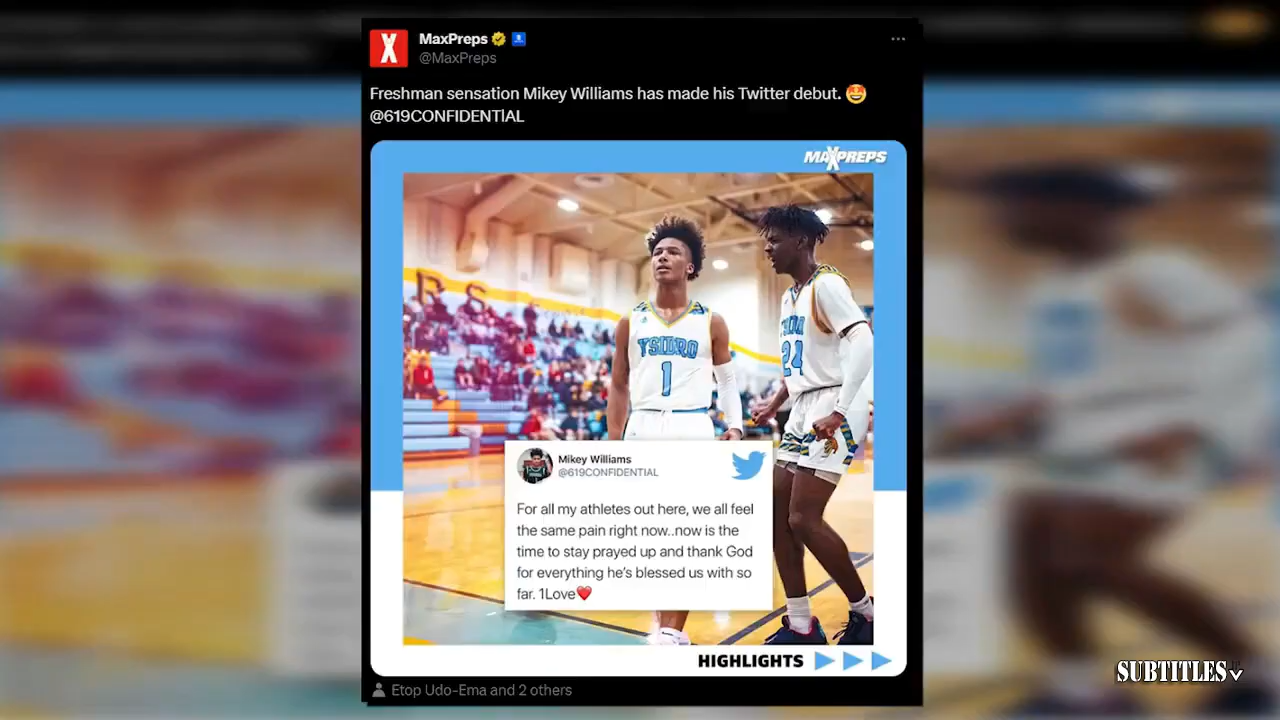 MaxPreps
@MaxPreps
Freshman sensation Mikey Williams has made his Twitter debut. 🤩
@619CONFIDENTlAL
MAXPREPS
R S
YSIDRO
1
24
Mikey Williams
@619CONFIDENTIAL
For all my athletes out here, we all feel
the same pain right now..now is the
time to stay prayed up and thank God
for everything he's blessed us with so
far. 1Love❤️
HIGHLIGHTS
Etop Udo-Ema and 2 others
SUBTITLES